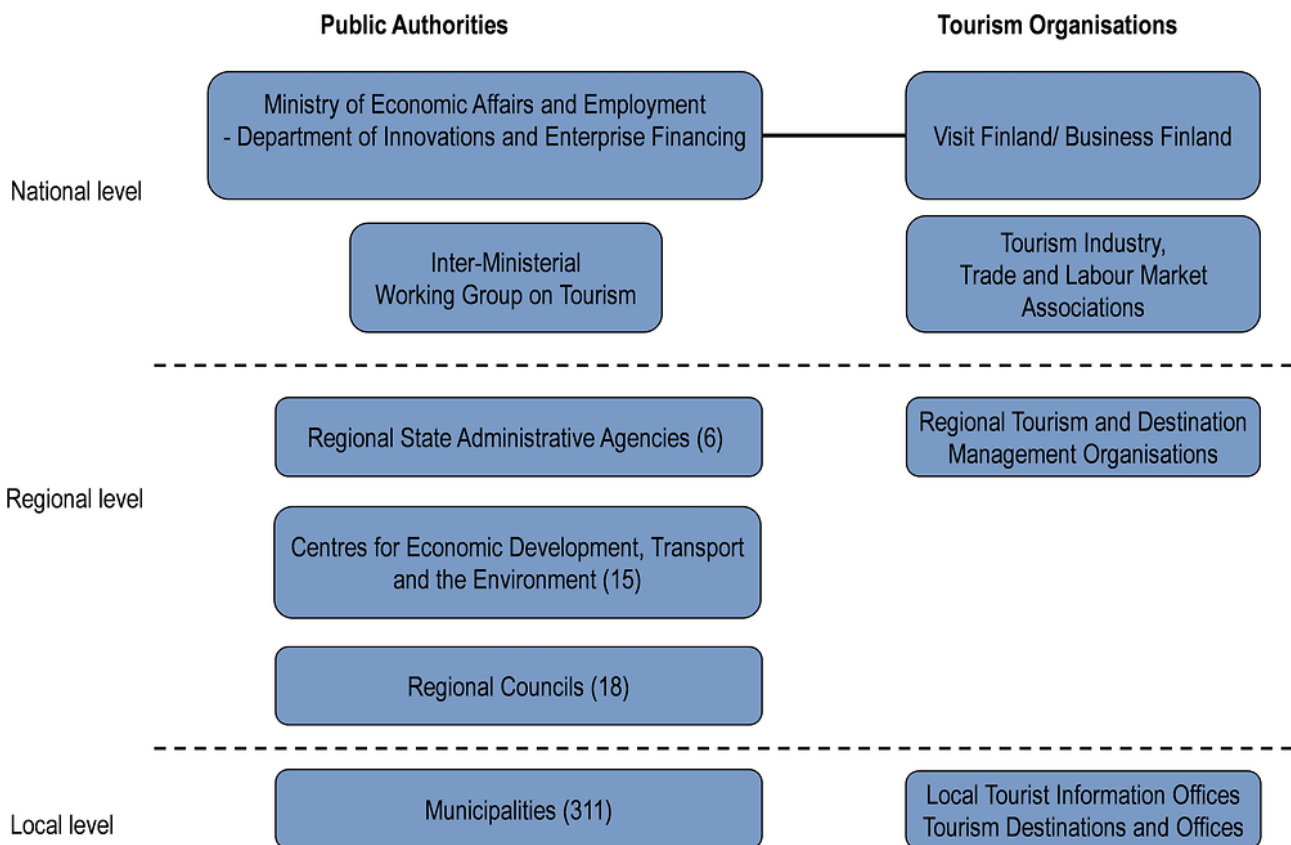 Public Authorities
Tourism Organisations
National level
Ministry of Economic Affairs and Employment
- Department of Innovations and Enterprise Financing
Visit Finland/ Business Finland
Inter-Ministerial
Working Group on Tourism
Tourism Industry,
Trade and Labour Market
Associations
Regional level
Regional State Administrative Agencies (6)
Regional Tourism and Destination
Management Organisations
Centres for Economic Development, Transport
and the Environment (15)
Regional Councils (18)
Local level
Municipalities (311)
Local Tourist Information Offices
Tourism Destinations and Offices